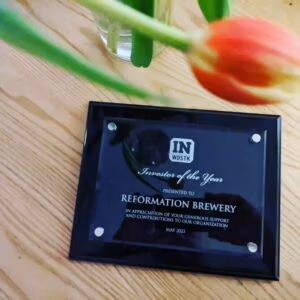 IN
WDSTK
Investor of the Year
PRESENTED TO
REFORMATION BREWERY
IN APPRECIATION OF YOUR GENEROUS SUPPORT
AND CONTRIBUTIONS TO OUR ORGANIZATION
MAY 2021